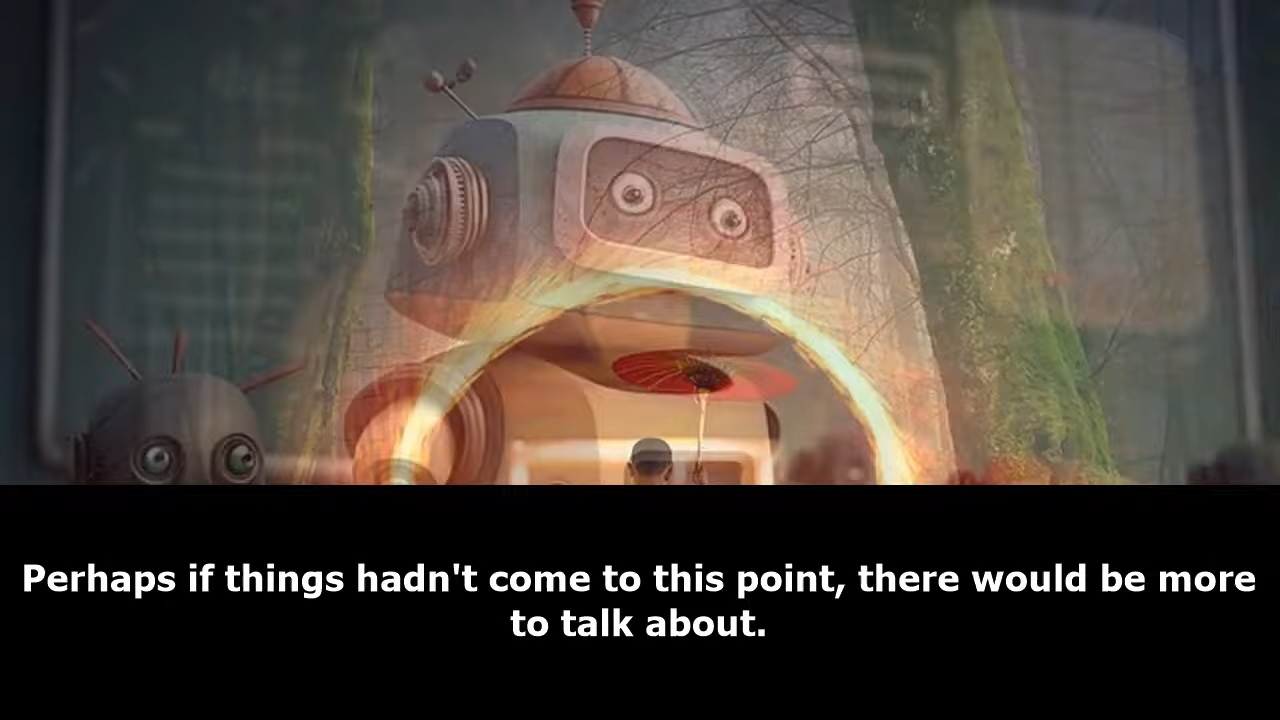 Perhaps if things hadn't come to this point, there would be more
to talk about.